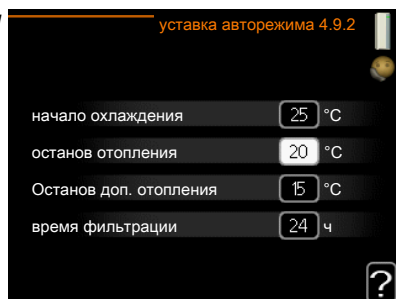 уставка авторежима 4.9.2
начало охлаждения 25 °C
останов отопления 20 °C
Останов доп. отопления 15 °C
время фильтрации 24 ч
?